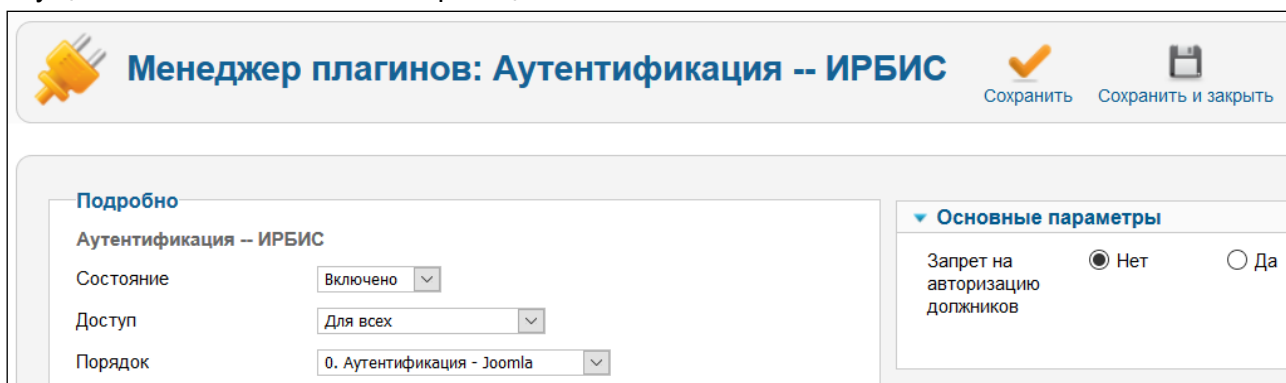 Менеджер плагинов: Аутентификация -- ИРБИС
Сохранить
Сохранить и закрыть
Подробно
Аутентификация -- ИРБИС
Состояние
Включено
Доступ
Для всех
Порядок
0. Аутентификация - Joomla
Основные параметры
Запрет на
авторизацию
должников
Нет
Да